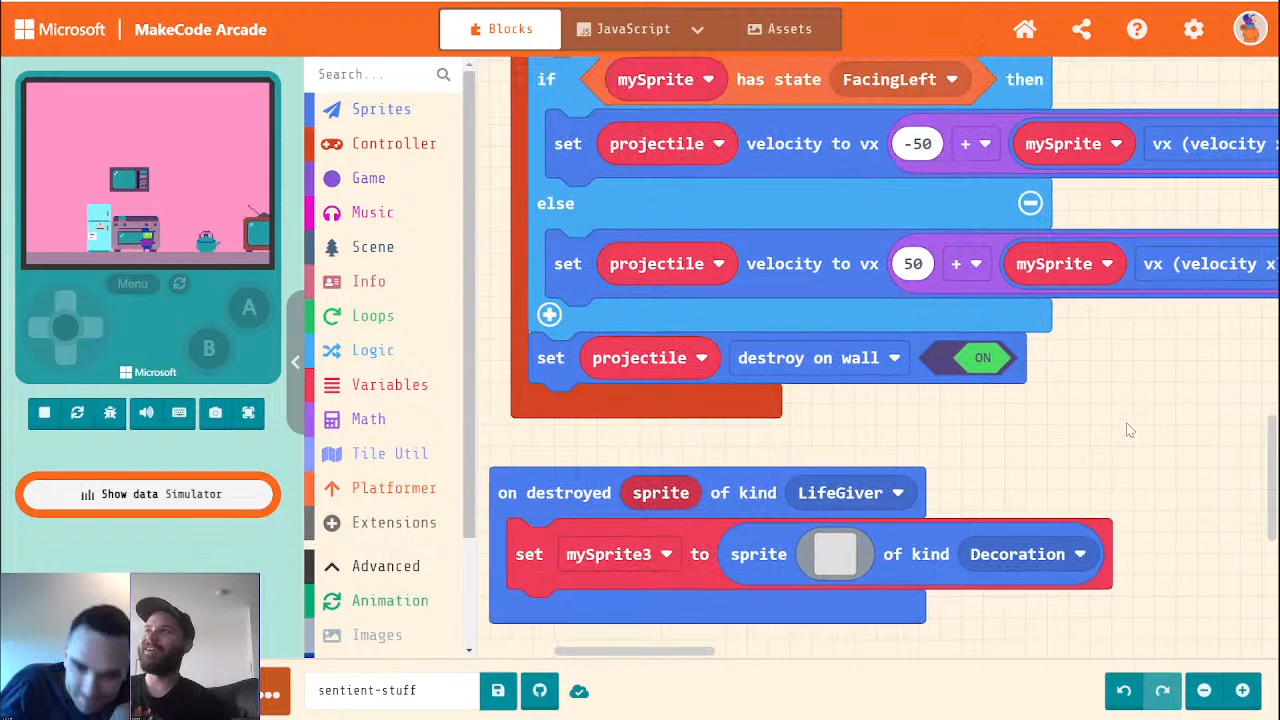 Microsoft | MakeCode Arcade
Blocks
JavaScript
Assets
Search...
Sprites
Controller
Game
Music
Scene
Info
Loops
Logic
Variables
Math
Tile Util
Platformer
Extensions
Advanced
Animation
Images
Menu
A
B
Microsoft
Show data Simulator
if mySprite has state FacingLeft then
set projectile velocity to vx -50 + mySprite vx (velocity x
else
set projectile velocity to vx 50 + mySprite vx (velocity x
set projectile destroy on wall ON
on destroyed sprite of kind LifeGiver
set mySprite3 to sprite of kind Decoration
sentient-stuff